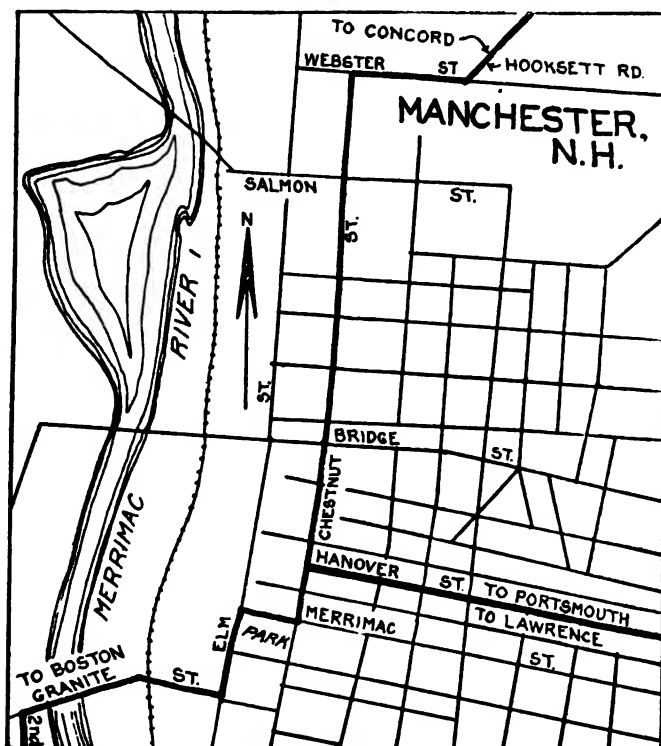 TO CONCORD
WEBSTER ST
HOOKSETT RD.
MANCHESTER,
N.H.
SALMON ST.
ST.
N
RIVER
ST.
BRIDGE ST.
CHESTNUT
MERRIMAC
HANOVER ST. TO PORTSMOUTH
MERRIMAC TO LAWRENCE
ST.
ELM
PARK
TO BOSTON
GRANITE ST.
2nd